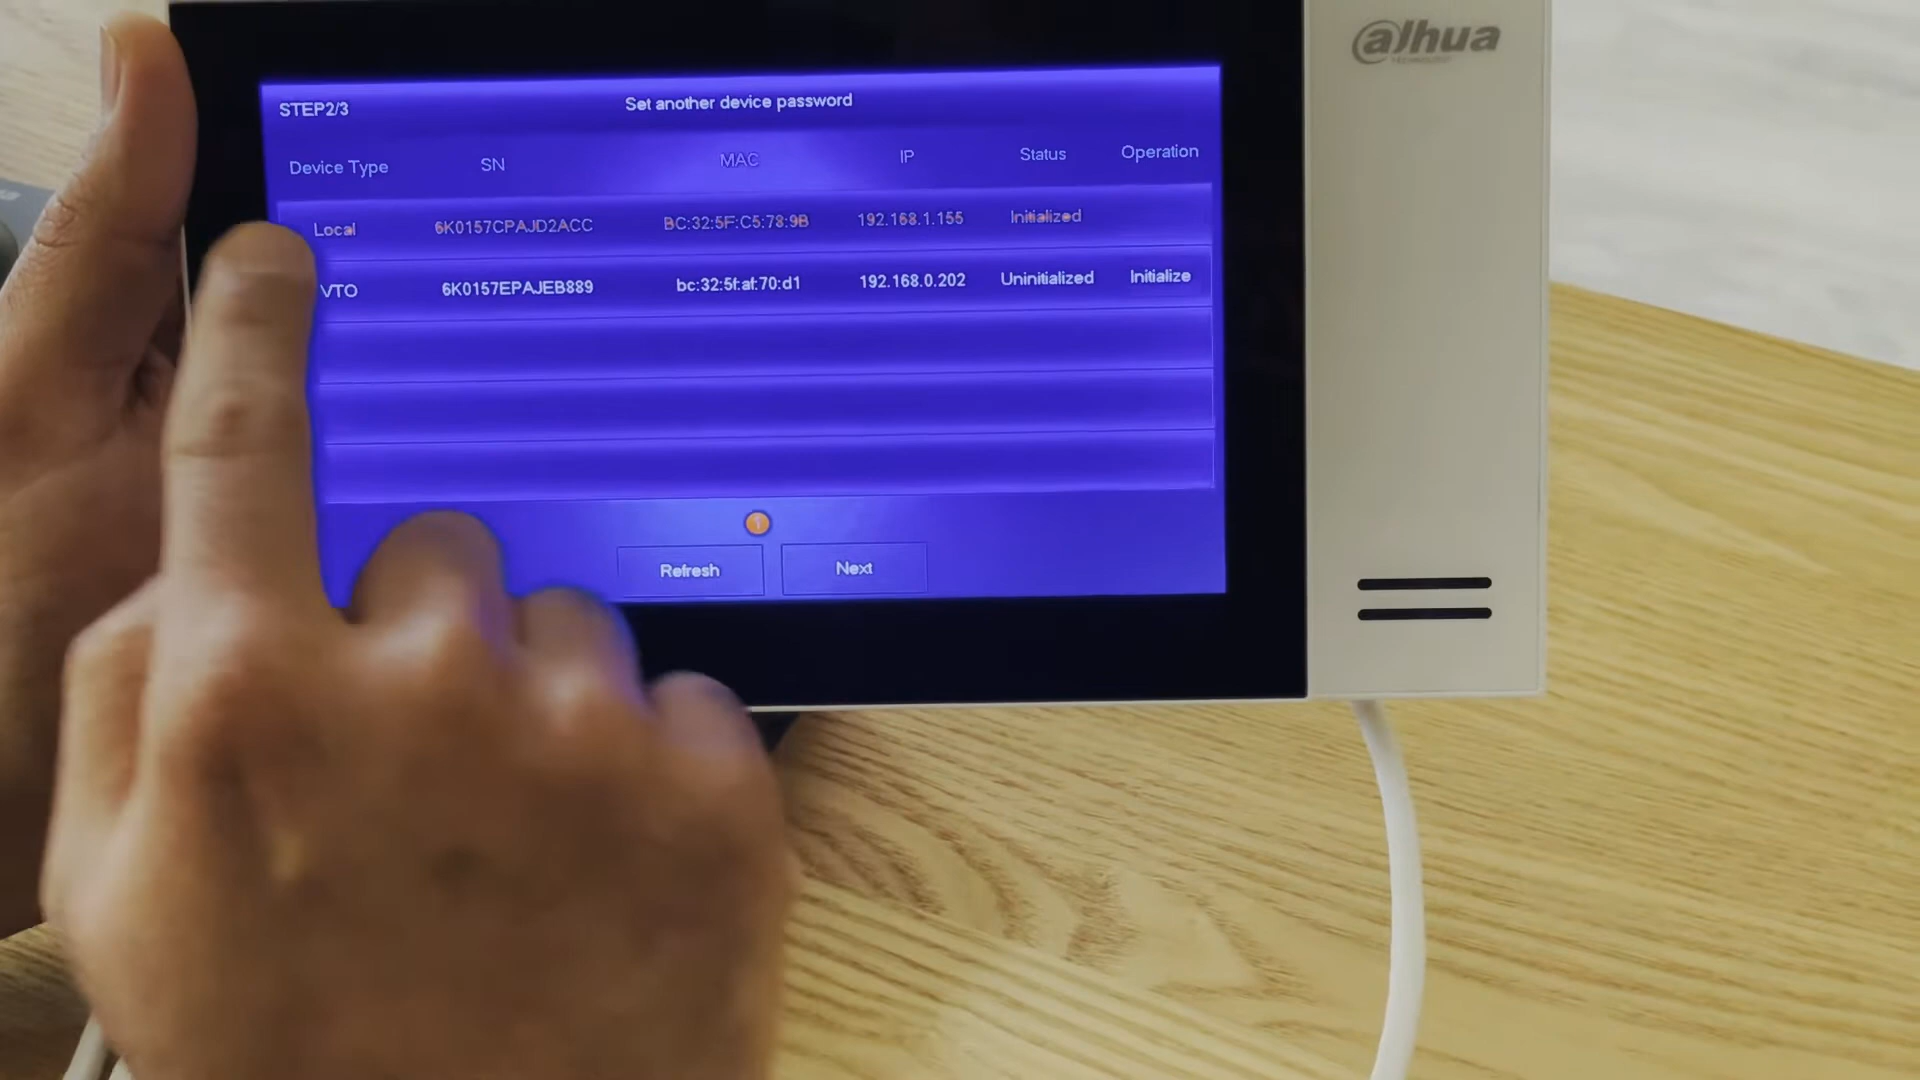 alhua
TECHNOLOGY
STEP2/3 Set another device password
Device Type SN MAC IP Status Operation
Local 6K0157CPAJD2ACC BC:32:5F:C5:78:9B 192.168.1.155 Initialized
VTO 6K0157EPAJEB889 bc:32:5f:af:70:d1 192.168.0.202 Uninitialized Initialize
1
Refresh Next